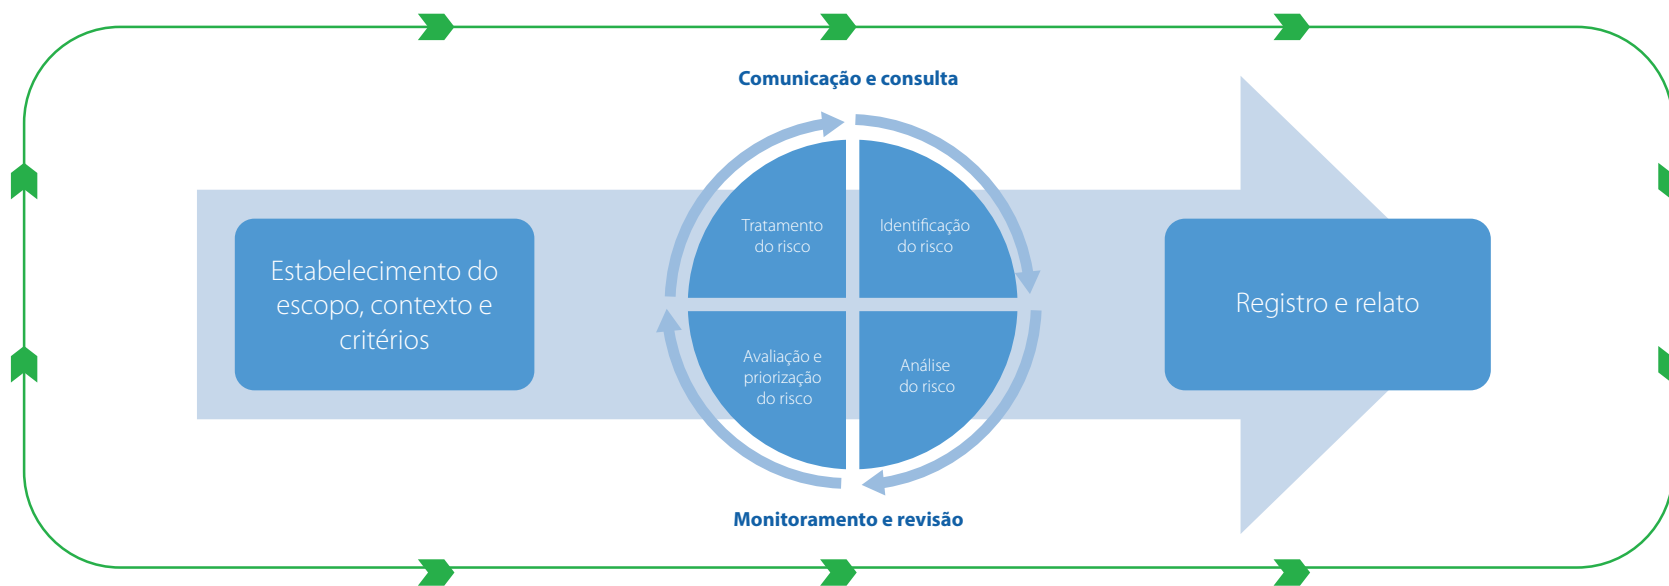 Comunicação e consulta
Estabelecimento do
escopo, contexto e
critérios
Tratamento
do risco
Identificação
do risco
Avaliação e
priorização
do risco
Análise
do risco
Registro e relato
Monitoramento e revisão